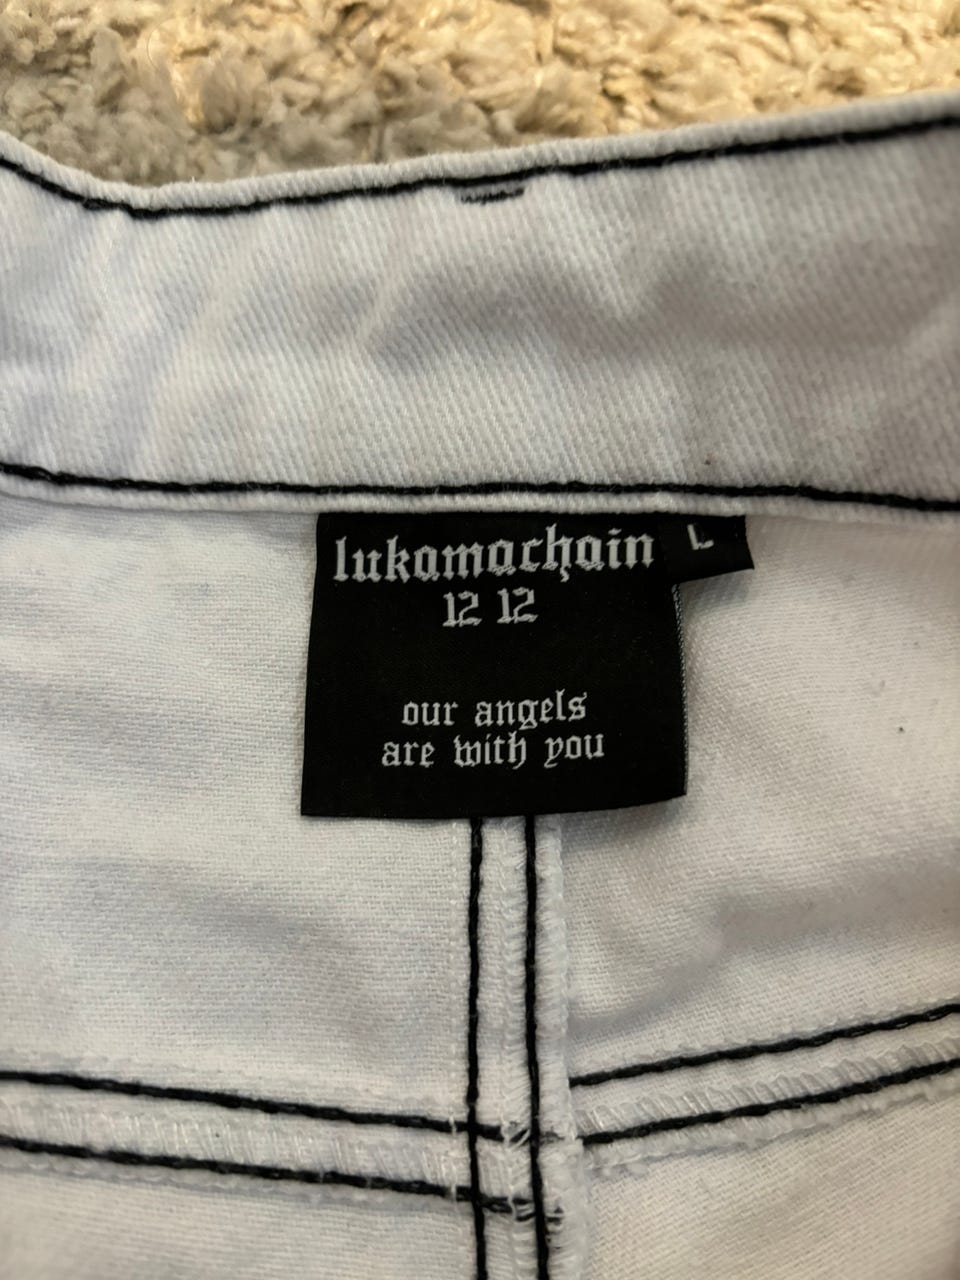 lukamachain
L
12 12
our angels
are with you